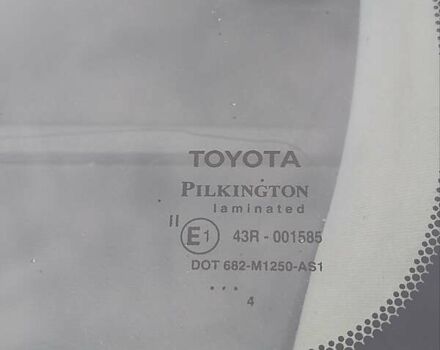 TOYOTA
PILKINGTON
laminated
II
E1 43R - 001585
DOT 682-M1250-AS1
...
4